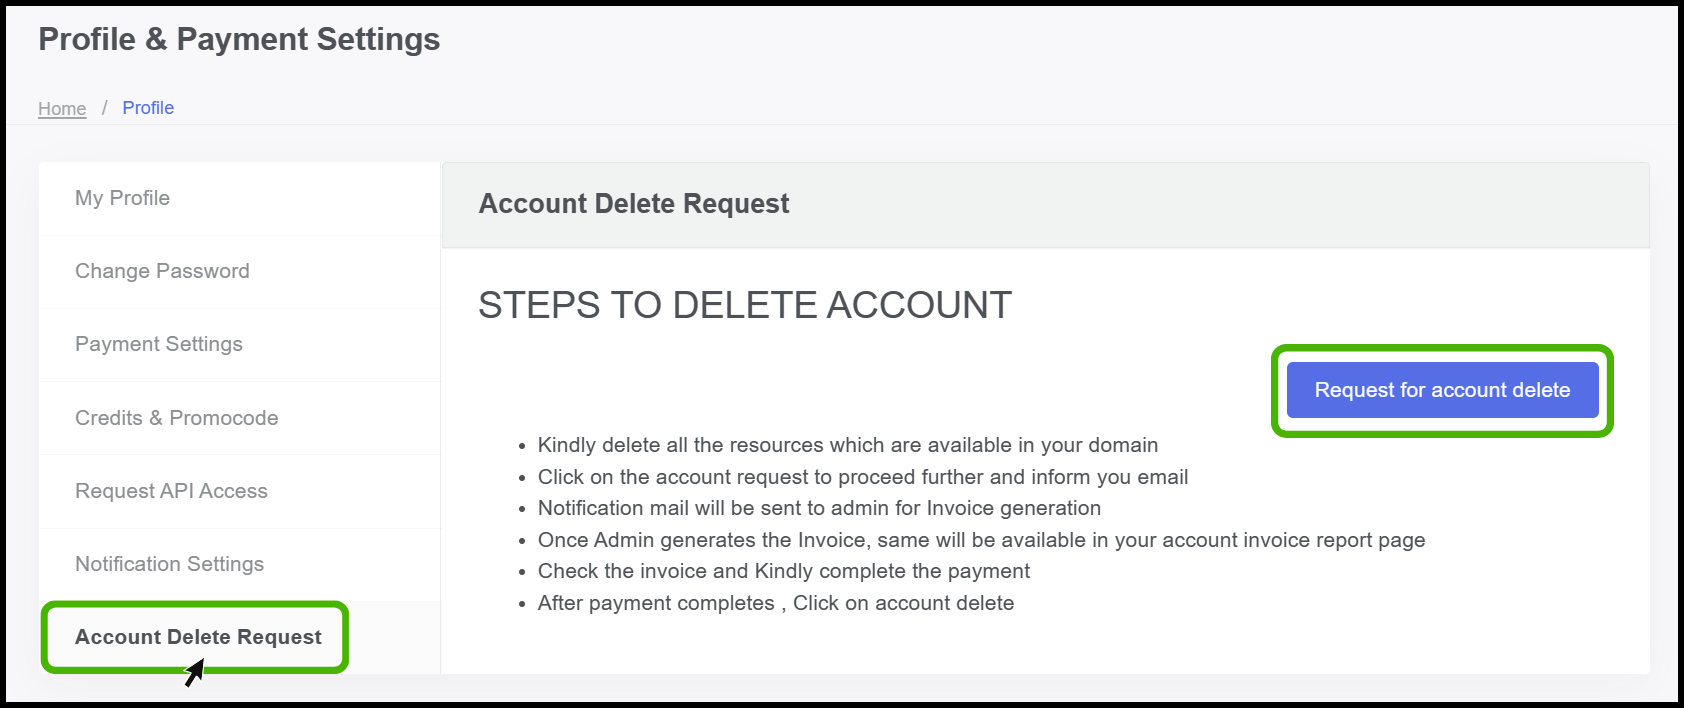 Profile & Payment Settings
Home / Profile
My Profile
Change Password
Payment Settings
Credits & Promocode
Request API Access
Notification Settings
Account Delete Request
Account Delete Request
STEPS TO DELETE ACCOUNT
Request for account delete
• Kindly delete all the resources which are available in your domain
• Click on the account request to proceed further and inform you email
• Notification mail will be sent to admin for Invoice generation
• Once Admin generates the Invoice, same will be available in your account invoice report page
• Check the invoice and Kindly complete the payment
• After payment completes , Click on account delete